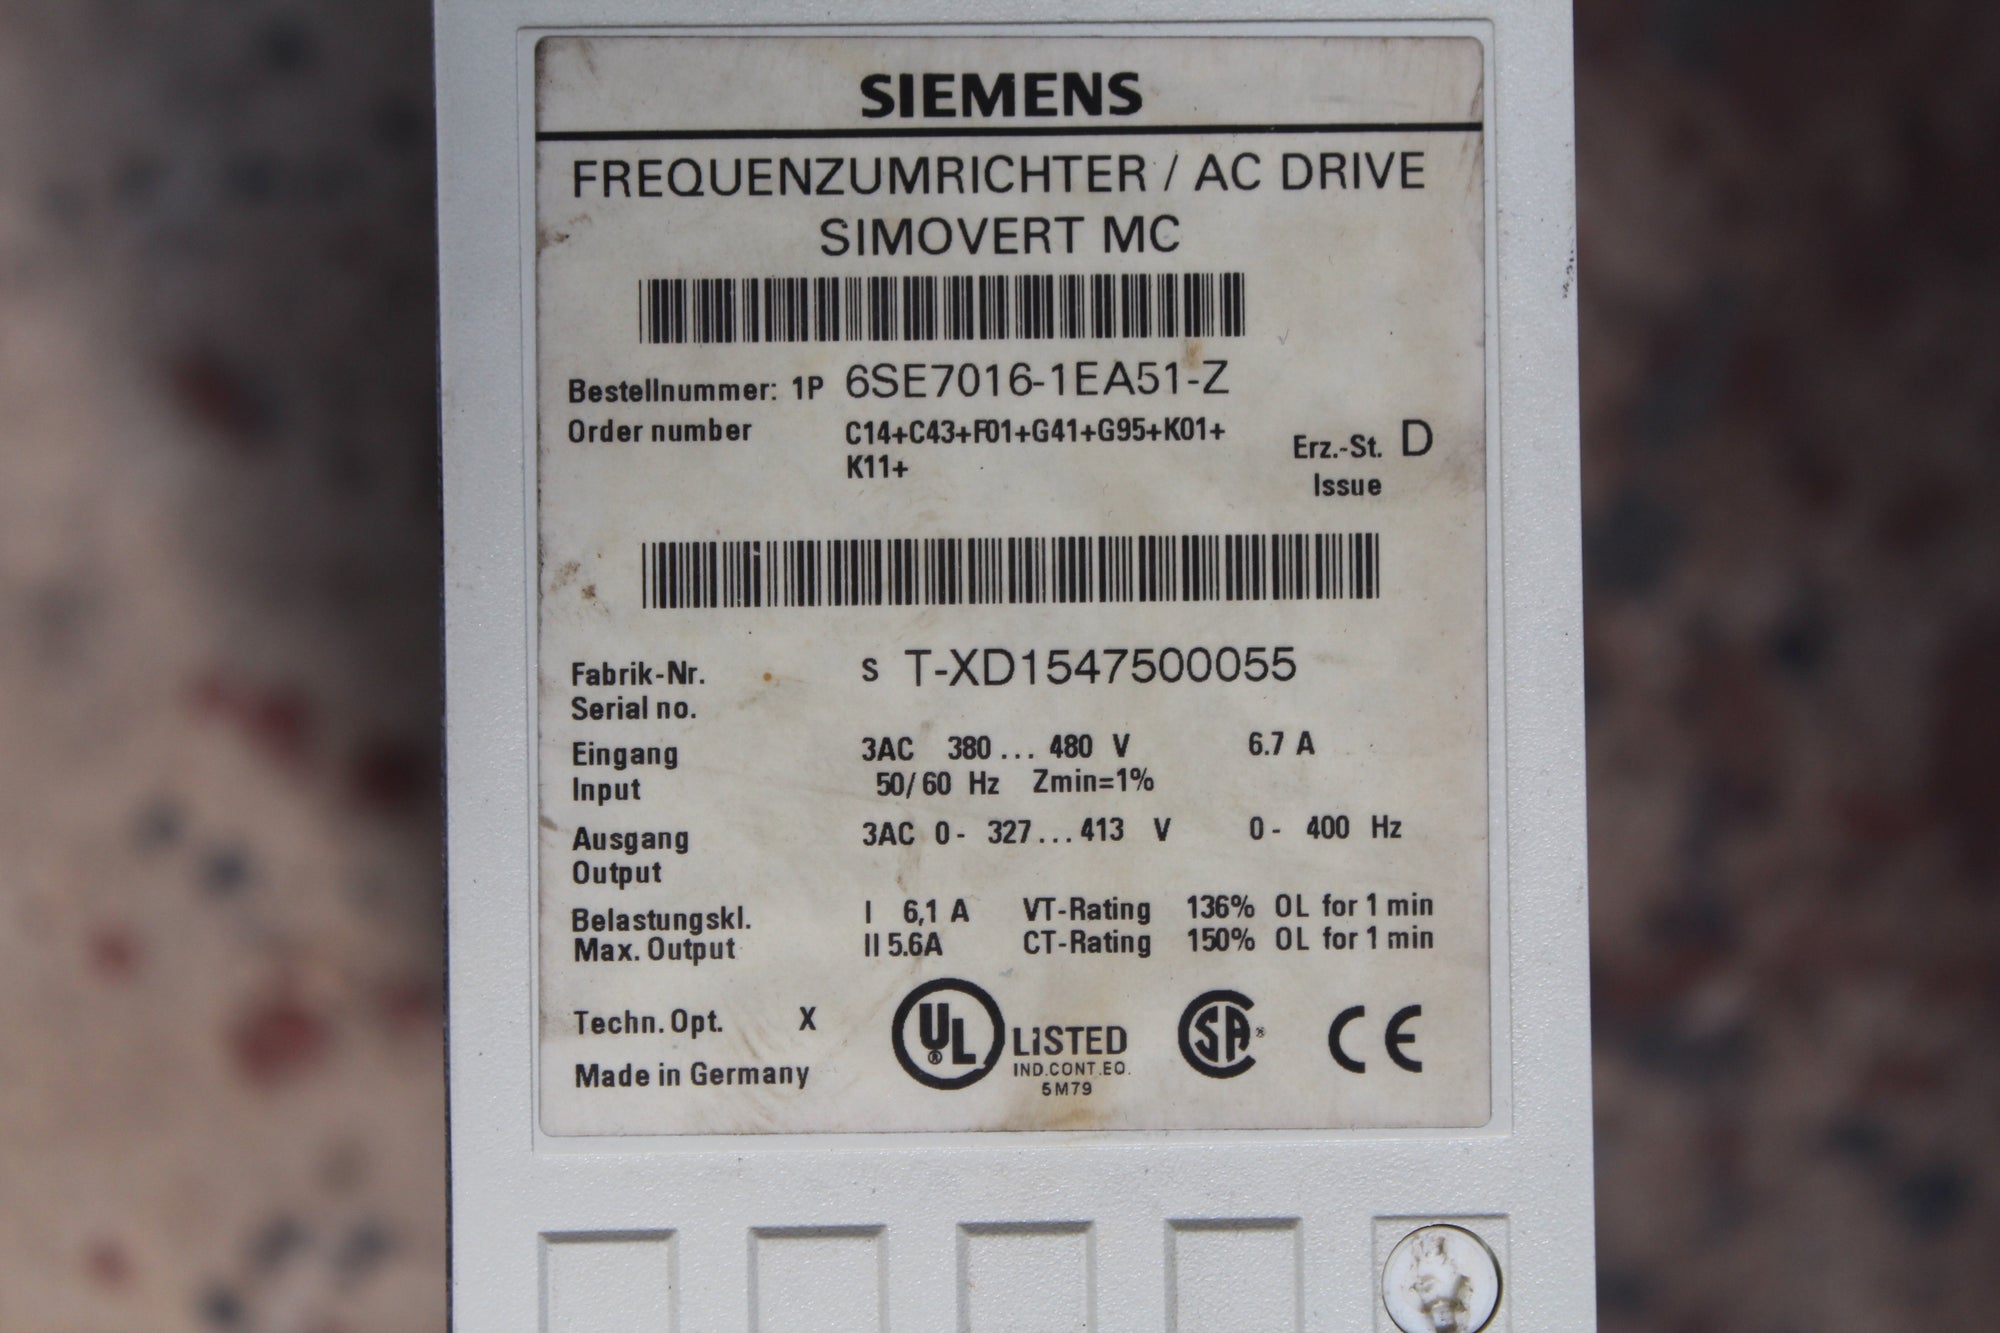 SIEMENS
FREQUENZUMRICHTER / AC DRIVE
SIMOVERT MC
Bestellnummer: 1P 6SE7016-1EA51-Z
Order number C14+C43+F01+G41+G95+K01+
K11+
Erz.-St. D
Issue
Fabrik-Nr. S T-XD1547500055
Serial no.
Eingang 3AC 380 ... 480 V 6.7 A
Input 50/60 Hz Zmin=1%
Ausgang 3AC 0- 327...413 V 0- 400 Hz
Output
Belastungskl. I 6,1 A VT-Rating 136% OL for 1 min
Max. Output II 5.6A CT-Rating 150% OL for 1 min
Techn. Opt. X
UL® LISTED SA® CE
IND.CONT.EQ.
5M79
Made in Germany